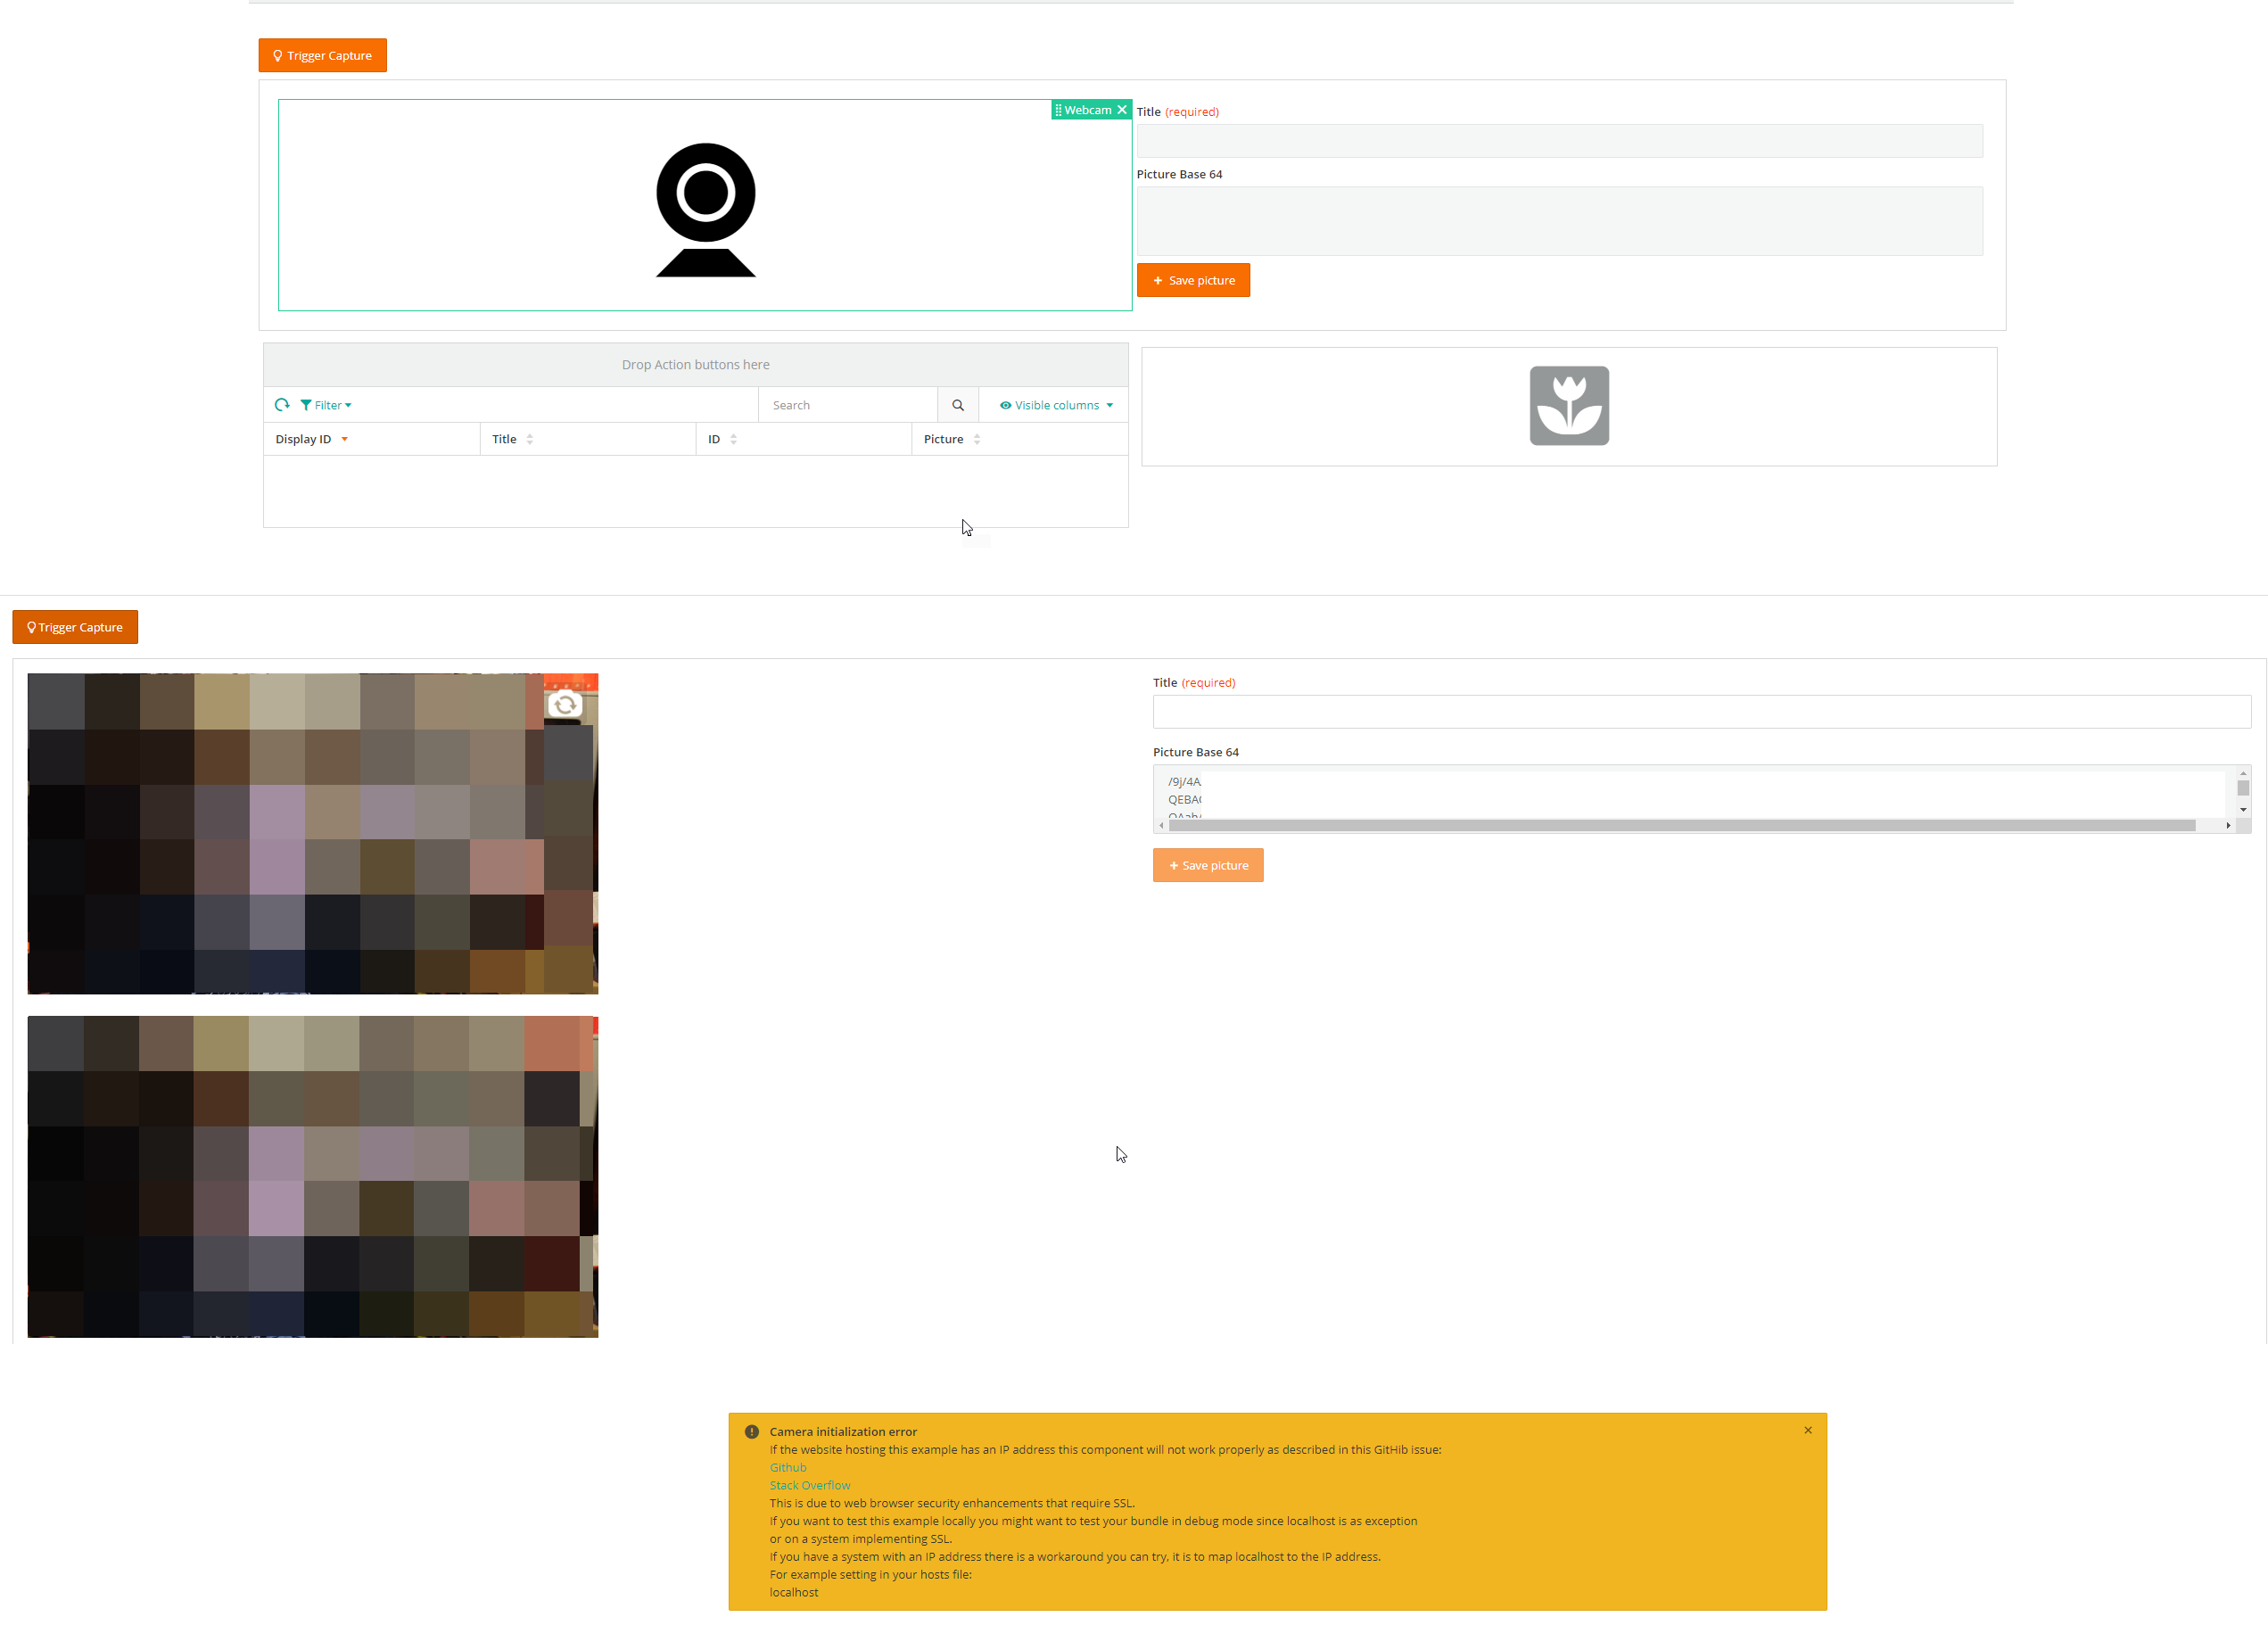 Trigger Capture
Webcam
Title (required)
Picture Base 64
Save picture
Drop Action buttons here
Filter
Search
Visible columns
Display ID
Title
ID
Picture
Trigger Capture
Title (required)
Picture Base 64
/9j/4A
QEBA
Save picture
Camera initialization error
If the website hosting this example has an IP address this component will not work properly as described in this GitHib issue:
Github
Stack Overflow
This is due to web browser security enhancements that require SSL.
If you want to test this example locally you might want to test your bundle in debug mode since localhost is as exception
or on a system implementing SSL.
If you have a system with an IP address there is a workaround you can try, it is to map localhost to the IP address.
For example setting in your hosts file:
localhost